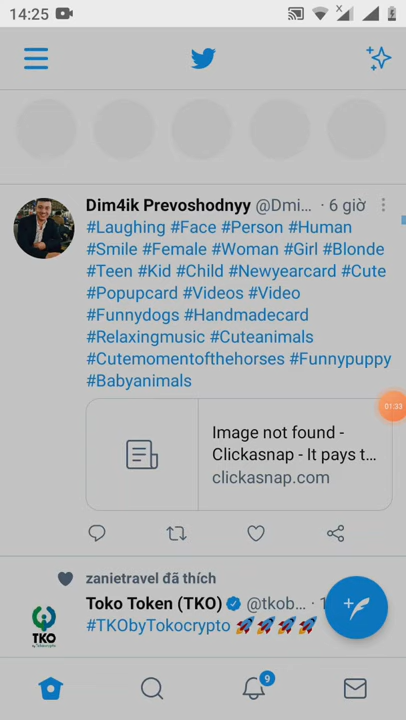 14:25
Dim4ik Prevoshodnyy @Dmi... · 6 giờ
#Laughing #Face #Person #Human
#Smile #Female #Woman #Girl #Blonde
#Teen #Kid #Child #Newyearcard #Cute
#Popupcard #Videos #Video
#Funnydogs #Handmadecard
#Relaxingmusic #Cuteanimals
#Cutemomentofthehorses #Funnypuppy
#Babyanimals
01:33
Image not found -
Clickasnap - It pays t...
clickasnap.com
zanietravel đã thích
Toko Token (TKO) @tkob... · 1
#TKObyTokocrypto 🚀🚀🚀🚀
TKO
9